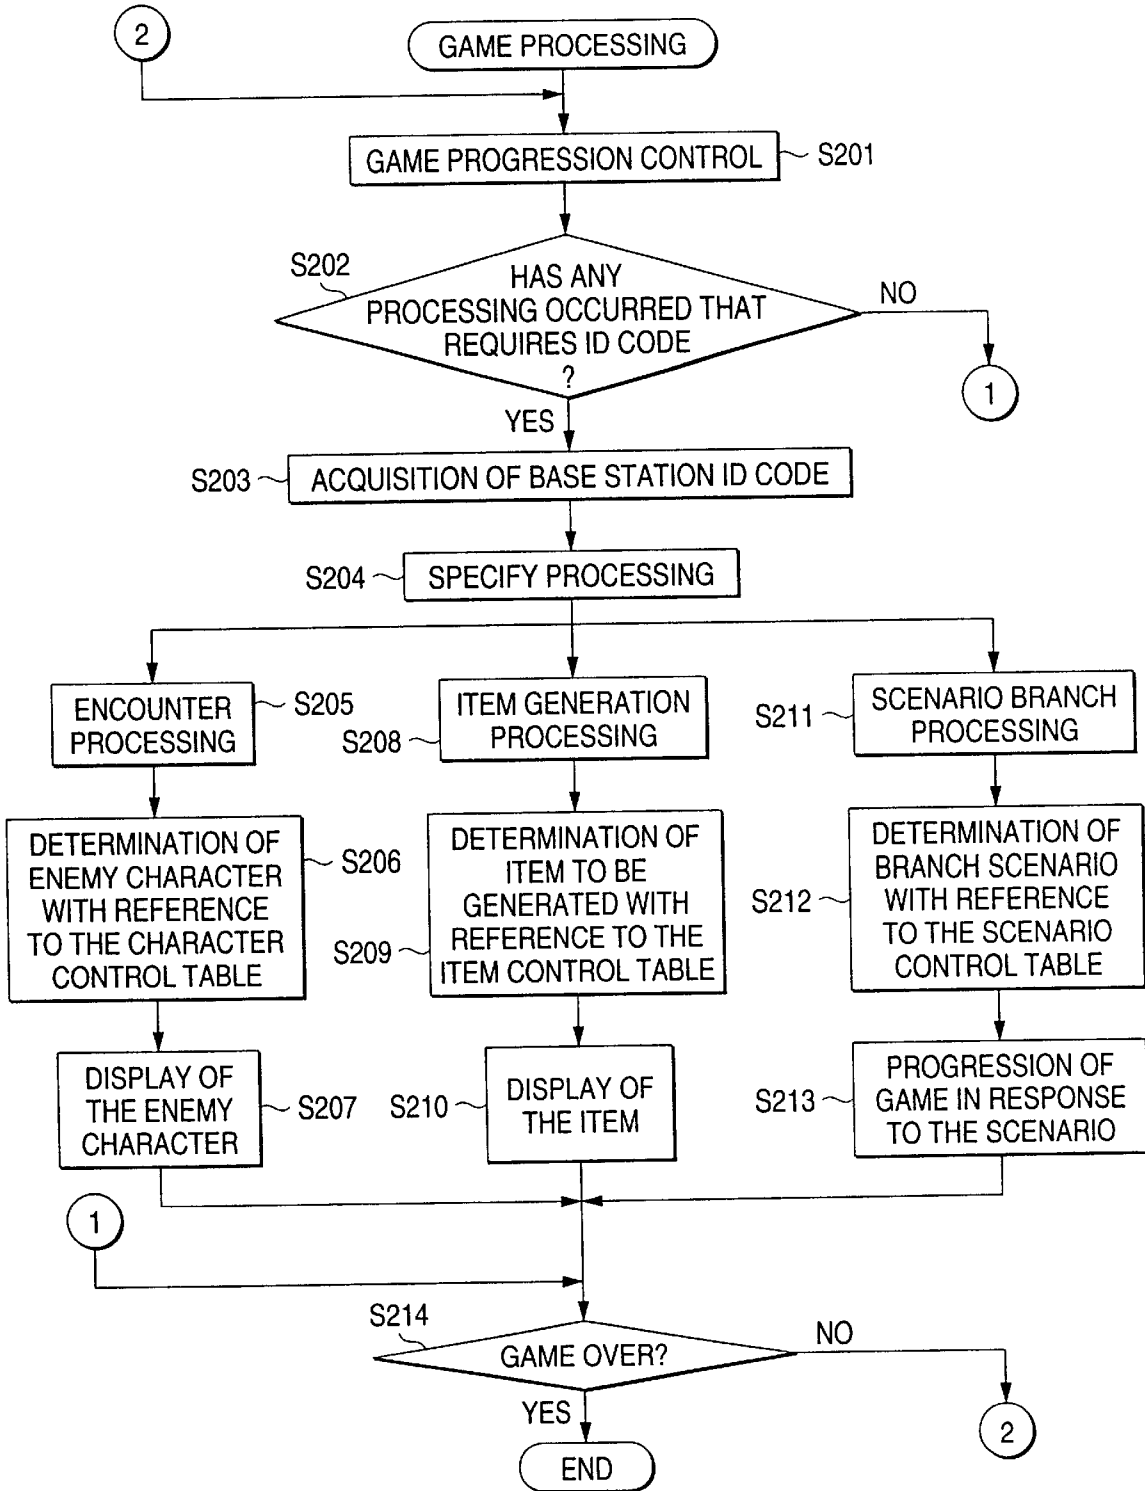 2
GAME PROCESSING
GAME PROGRESSION CONTROL
S201
S202
HAS ANY
PROCESSING OCCURRED THAT
REQUIRES ID CODE
?
NO
1
YES
S203
ACQUISITION OF BASE STATION ID CODE
S204
SPECIFY PROCESSING
ENCOUNTER
PROCESSING
S205
S208
ITEM GENERATION
PROCESSING
S211
SCENARIO BRANCH
PROCESSING
DETERMINATION OF
ENEMY CHARACTER
WITH REFERENCE
TO THE CHARACTER
CONTROL TABLE
S206
S209
DETERMINATION OF
ITEM TO BE
GENERATED WITH
REFERENCE TO THE
ITEM CONTROL TABLE
S212
DETERMINATION OF
BRANCH SCENARIO
WITH REFERENCE
TO THE SCENARIO
CONTROL TABLE
DISPLAY OF
THE ENEMY
CHARACTER
S207
S210
DISPLAY OF
THE ITEM
S213
PROGRESSION OF
GAME IN RESPONSE
TO THE SCENARIO
1
S214
GAME OVER?
NO
2
YES
END